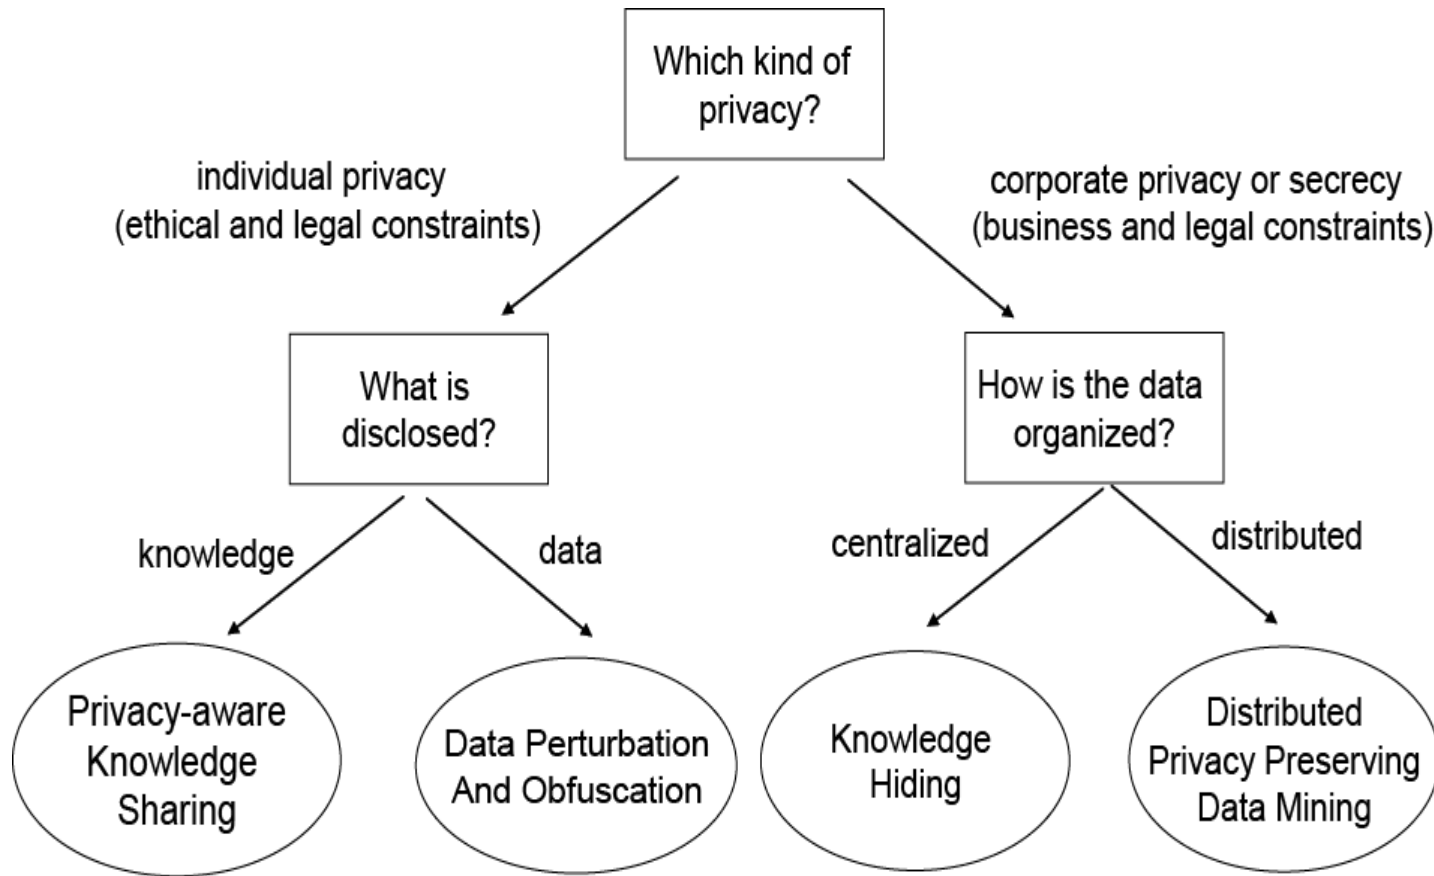 Which kind of
privacy?
individual privacy
(ethical and legal constraints)
corporate privacy or secrecy
(business and legal constraints)
What is
disclosed?
How is the data
organized?
knowledge
data
centralized
distributed
Privacy-aware
Knowledge
Sharing
Data Perturbation
And Obfuscation
Knowledge
Hiding
Distributed
Privacy Preserving
Data Mining